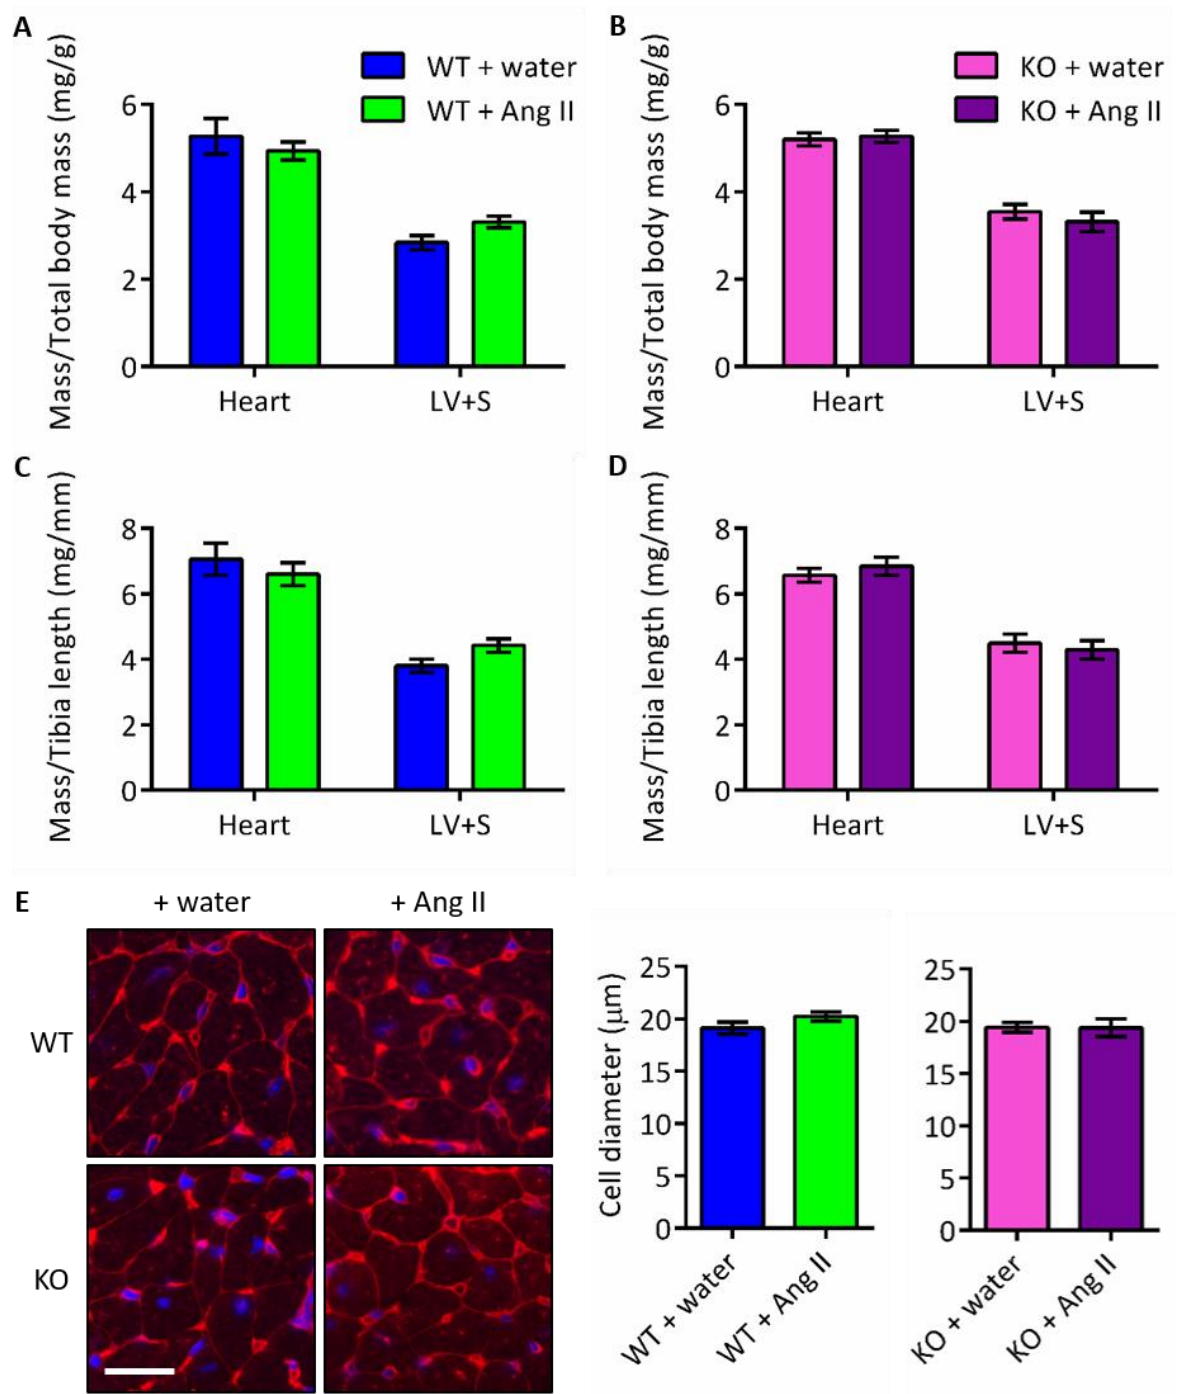 A
Mass/Total body mass (mg/g)
WT + water
WT + Ang II
6
4
2
0
Heart
LV+S
B
Mass/Total body mass (mg/g)
KO + water
KO + Ang II
6
4
2
0
Heart
LV+S
C
Mass/Tibia length (mg/mm)
8
6
4
2
0
Heart
LV+S
D
Mass/Tibia length (mg/mm)
8
6
4
2
0
Heart
LV+S
E
+ water
+ Ang II
WT
KO
Cell diameter (μm)
25
20
15
10
5
0
WT + water
WT + Ang II
25
20
15
10
5
0
KO + water
KO + Ang II